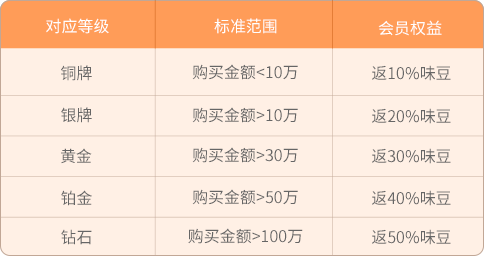 对应等级 标准范围 会员权益
铜牌 购买金额<10万 返10%味豆
银牌 购买金额>10万 返20%味豆
黄金 购买金额>30万 返30%味豆
铂金 购买金额>50万 返40%味豆
钻石 购买金额>100万 返50%味豆